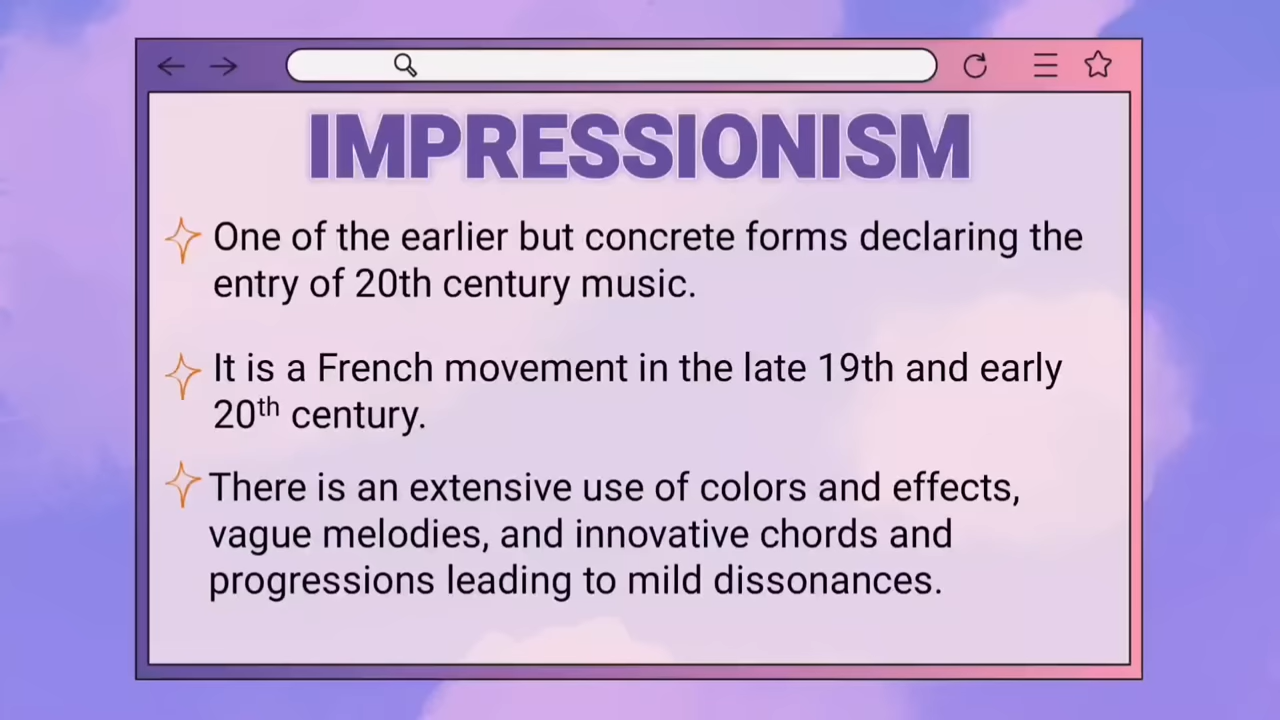 IMPRESSIONISM
One of the earlier but concrete forms declaring the
entry of 20th century music.
It is a French movement in the late 19th and early
20th century.
There is an extensive use of colors and effects,
vague melodies, and innovative chords and
progressions leading to mild dissonances.